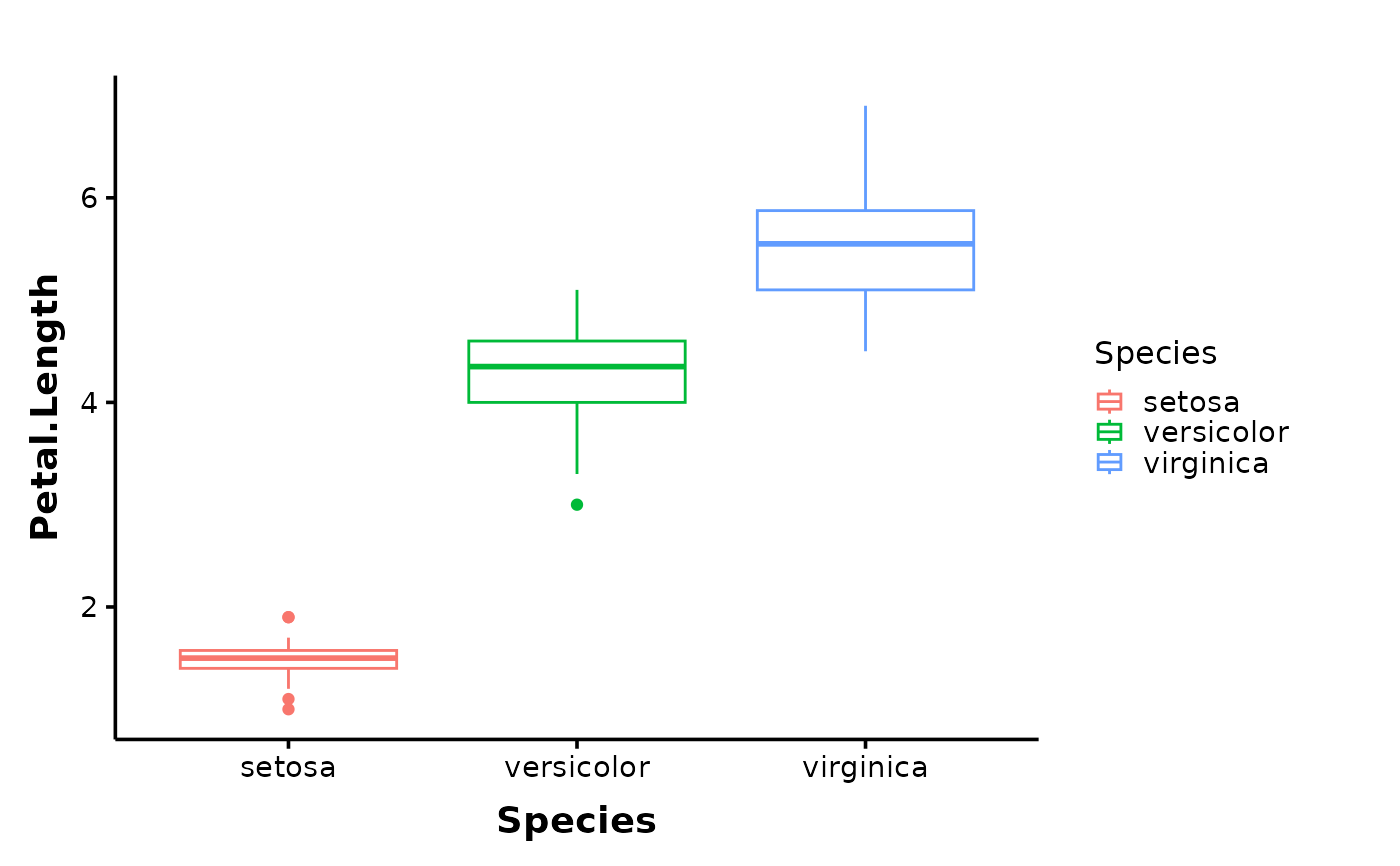 Petal.Length
6
4
2
setosa versicolor virginica
Species
Species
setosa
versicolor
virginica